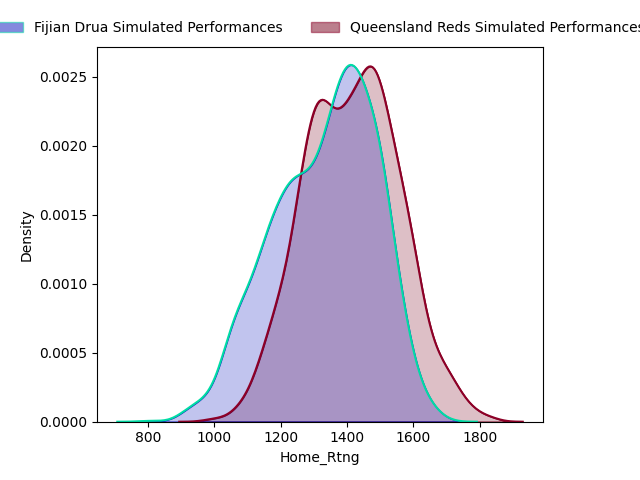 Fijian Drua Simulated Performances
Queensland Reds Simulated Performances
0.0025
0.0020
0.0015
0.0010
0.0005
0.0000
Density
800 1000 1200 1400 1600 1800
Home_Rtng